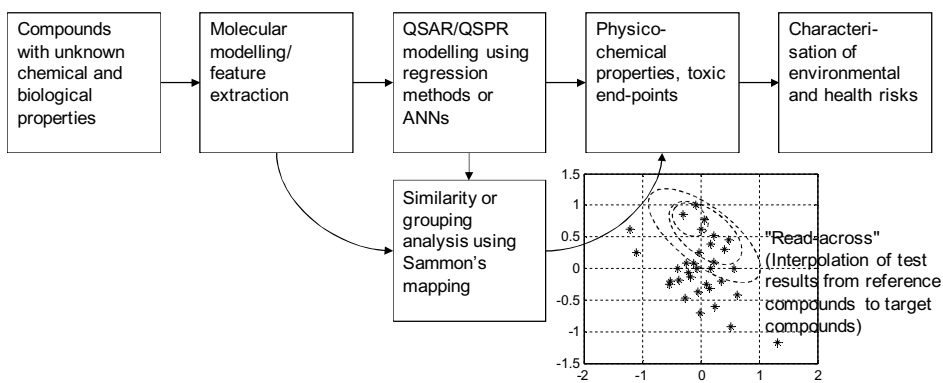 Compounds
with unknown
chemical and
biological
properties
Molecular
modelling/
feature
extraction
QSAR/QSPR
modelling using
regression
methods or
ANNs
Physico-
chemical
properties, toxic
end-points
Characteri-
sation of
environmental
and health risks
Similarity or
grouping
analysis using
Sammon's
mapping
1.5
1
0.5
0
-0.5
-1
-1.5
-2
-1
0
1
2
"Read-across"
(Interpolation of test
results from reference
compounds to target
compounds)